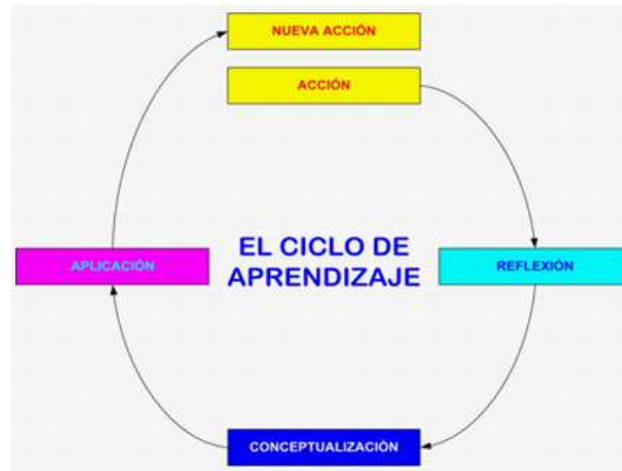 NUEVA ACCIÓN
ACCIÓN
EL CICLO DE
APRENDIZAJE
APLICACIÓN
REFLEXIÓN
CONCEPTUALIZACIÓN